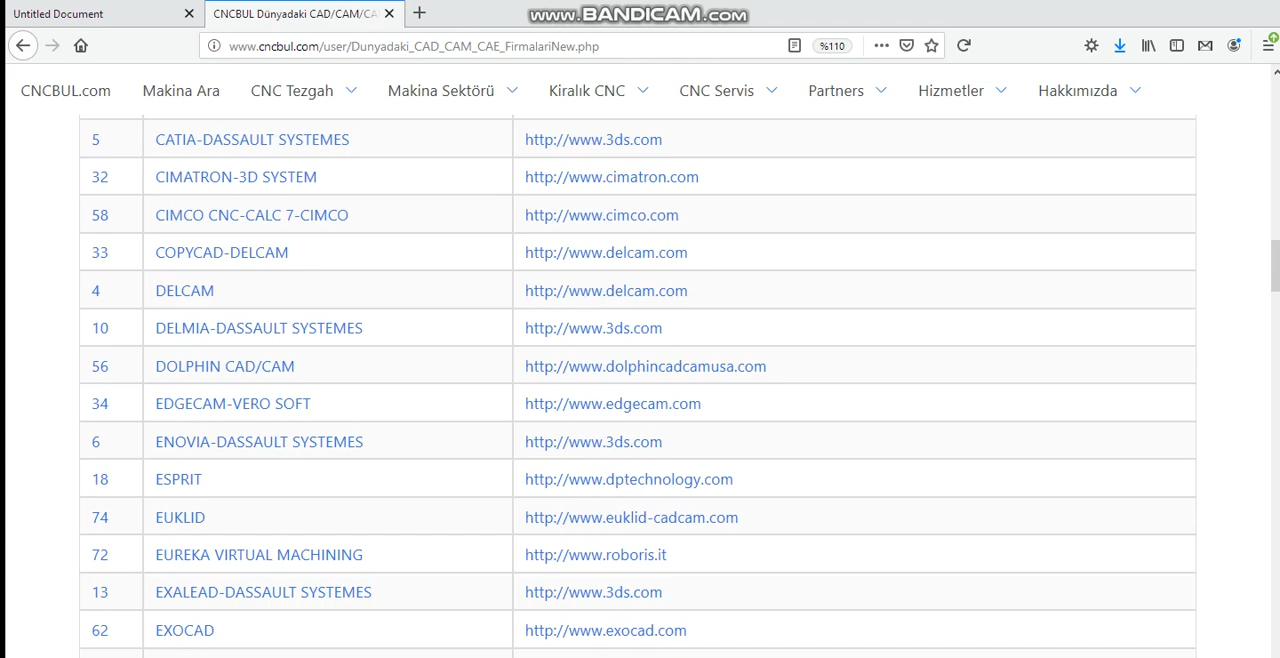 Untitled Document
CNCBUL Dünyadaki CAD/CAM/CA
www.BANDICAM.com
www.cncbul.com/user/Dunyadaki_CAD_CAM_CAE_FirmalariNew.php
%110
CNCBUL.com Makina Ara CNC Tezgah Makina Sektörü Kiralık CNC CNC Servis Partners Hizmetler Hakkımızda
5 CATIA-DASSAULT SYSTEMES http://www.3ds.com
32 CIMATRON-3D SYSTEM http://www.cimatron.com
58 CIMCO CNC-CALC 7-CIMCO http://www.cimco.com
33 COPYCAD-DELCAM http://www.delcam.com
4 DELCAM http://www.delcam.com
10 DELMIA-DASSAULT SYSTEMES http://www.3ds.com
56 DOLPHIN CAD/CAM http://www.dolphincadcamusa.com
34 EDGECAM-VERO SOFT http://www.edgecam.com
6 ENOVIA-DASSAULT SYSTEMES http://www.3ds.com
18 ESPRIT http://www.dptechnology.com
74 EUKLID http://www.euklid-cadcam.com
72 EUREKA VIRTUAL MACHINING http://www.roboris.it
13 EXALEAD-DASSAULT SYSTEMES http://www.3ds.com
62 EXOCAD http://www.exocad.com